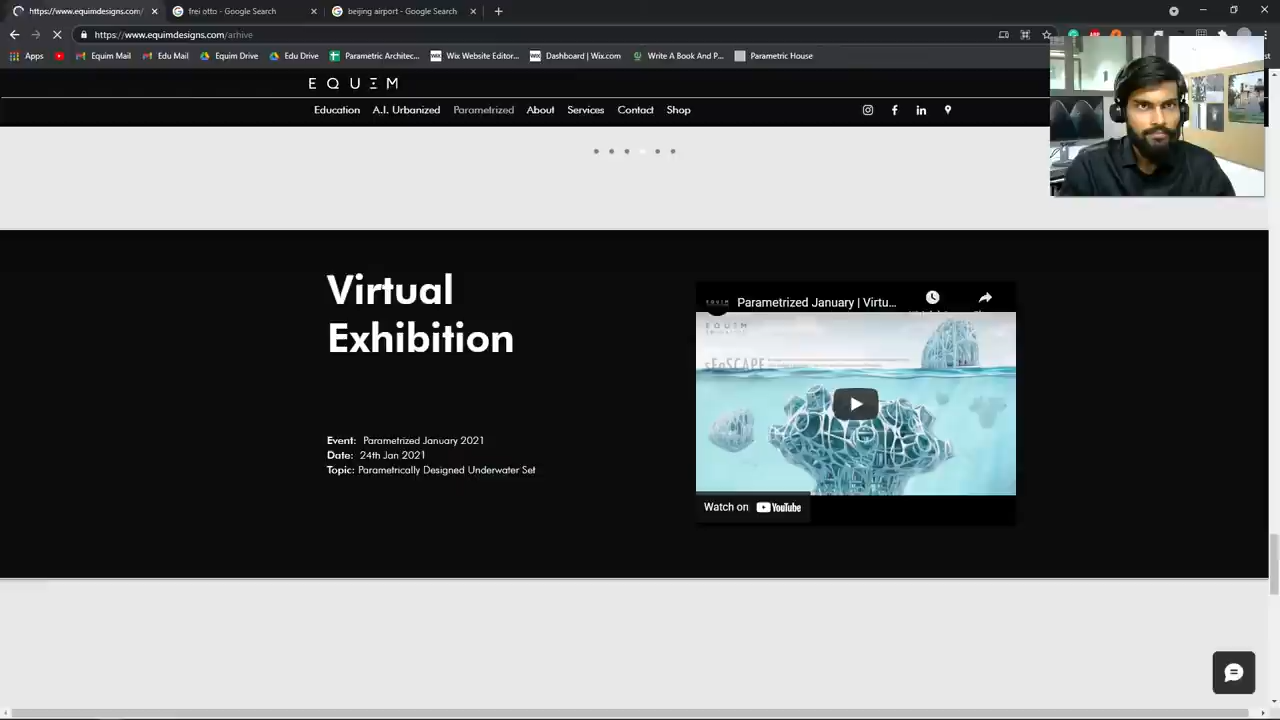 https://www.equimdesigns.com/
frei otto - Google Search
beijing airport - Google Search
https://www.equimdesigns.com/arhive
Apps
Equim Mail
Edu Mail
Equim Drive
Edu Drive
Parametric Architec...
Wix Website Editor...
Dashboard | Wix.com
Write A Book And P...
Parametric House
EQUIM
Education
A.I. Urbanized
Parametrized
About
Services
Contact
Shop
Virtual
Exhibition
Event: Parametrized January 2021
Date: 24th Jan 2021
Topic: Parametrically Designed Underwater Set
Parametrized January | Virtu...
EQUIM
sEaSCAPE
Watch on YouTube